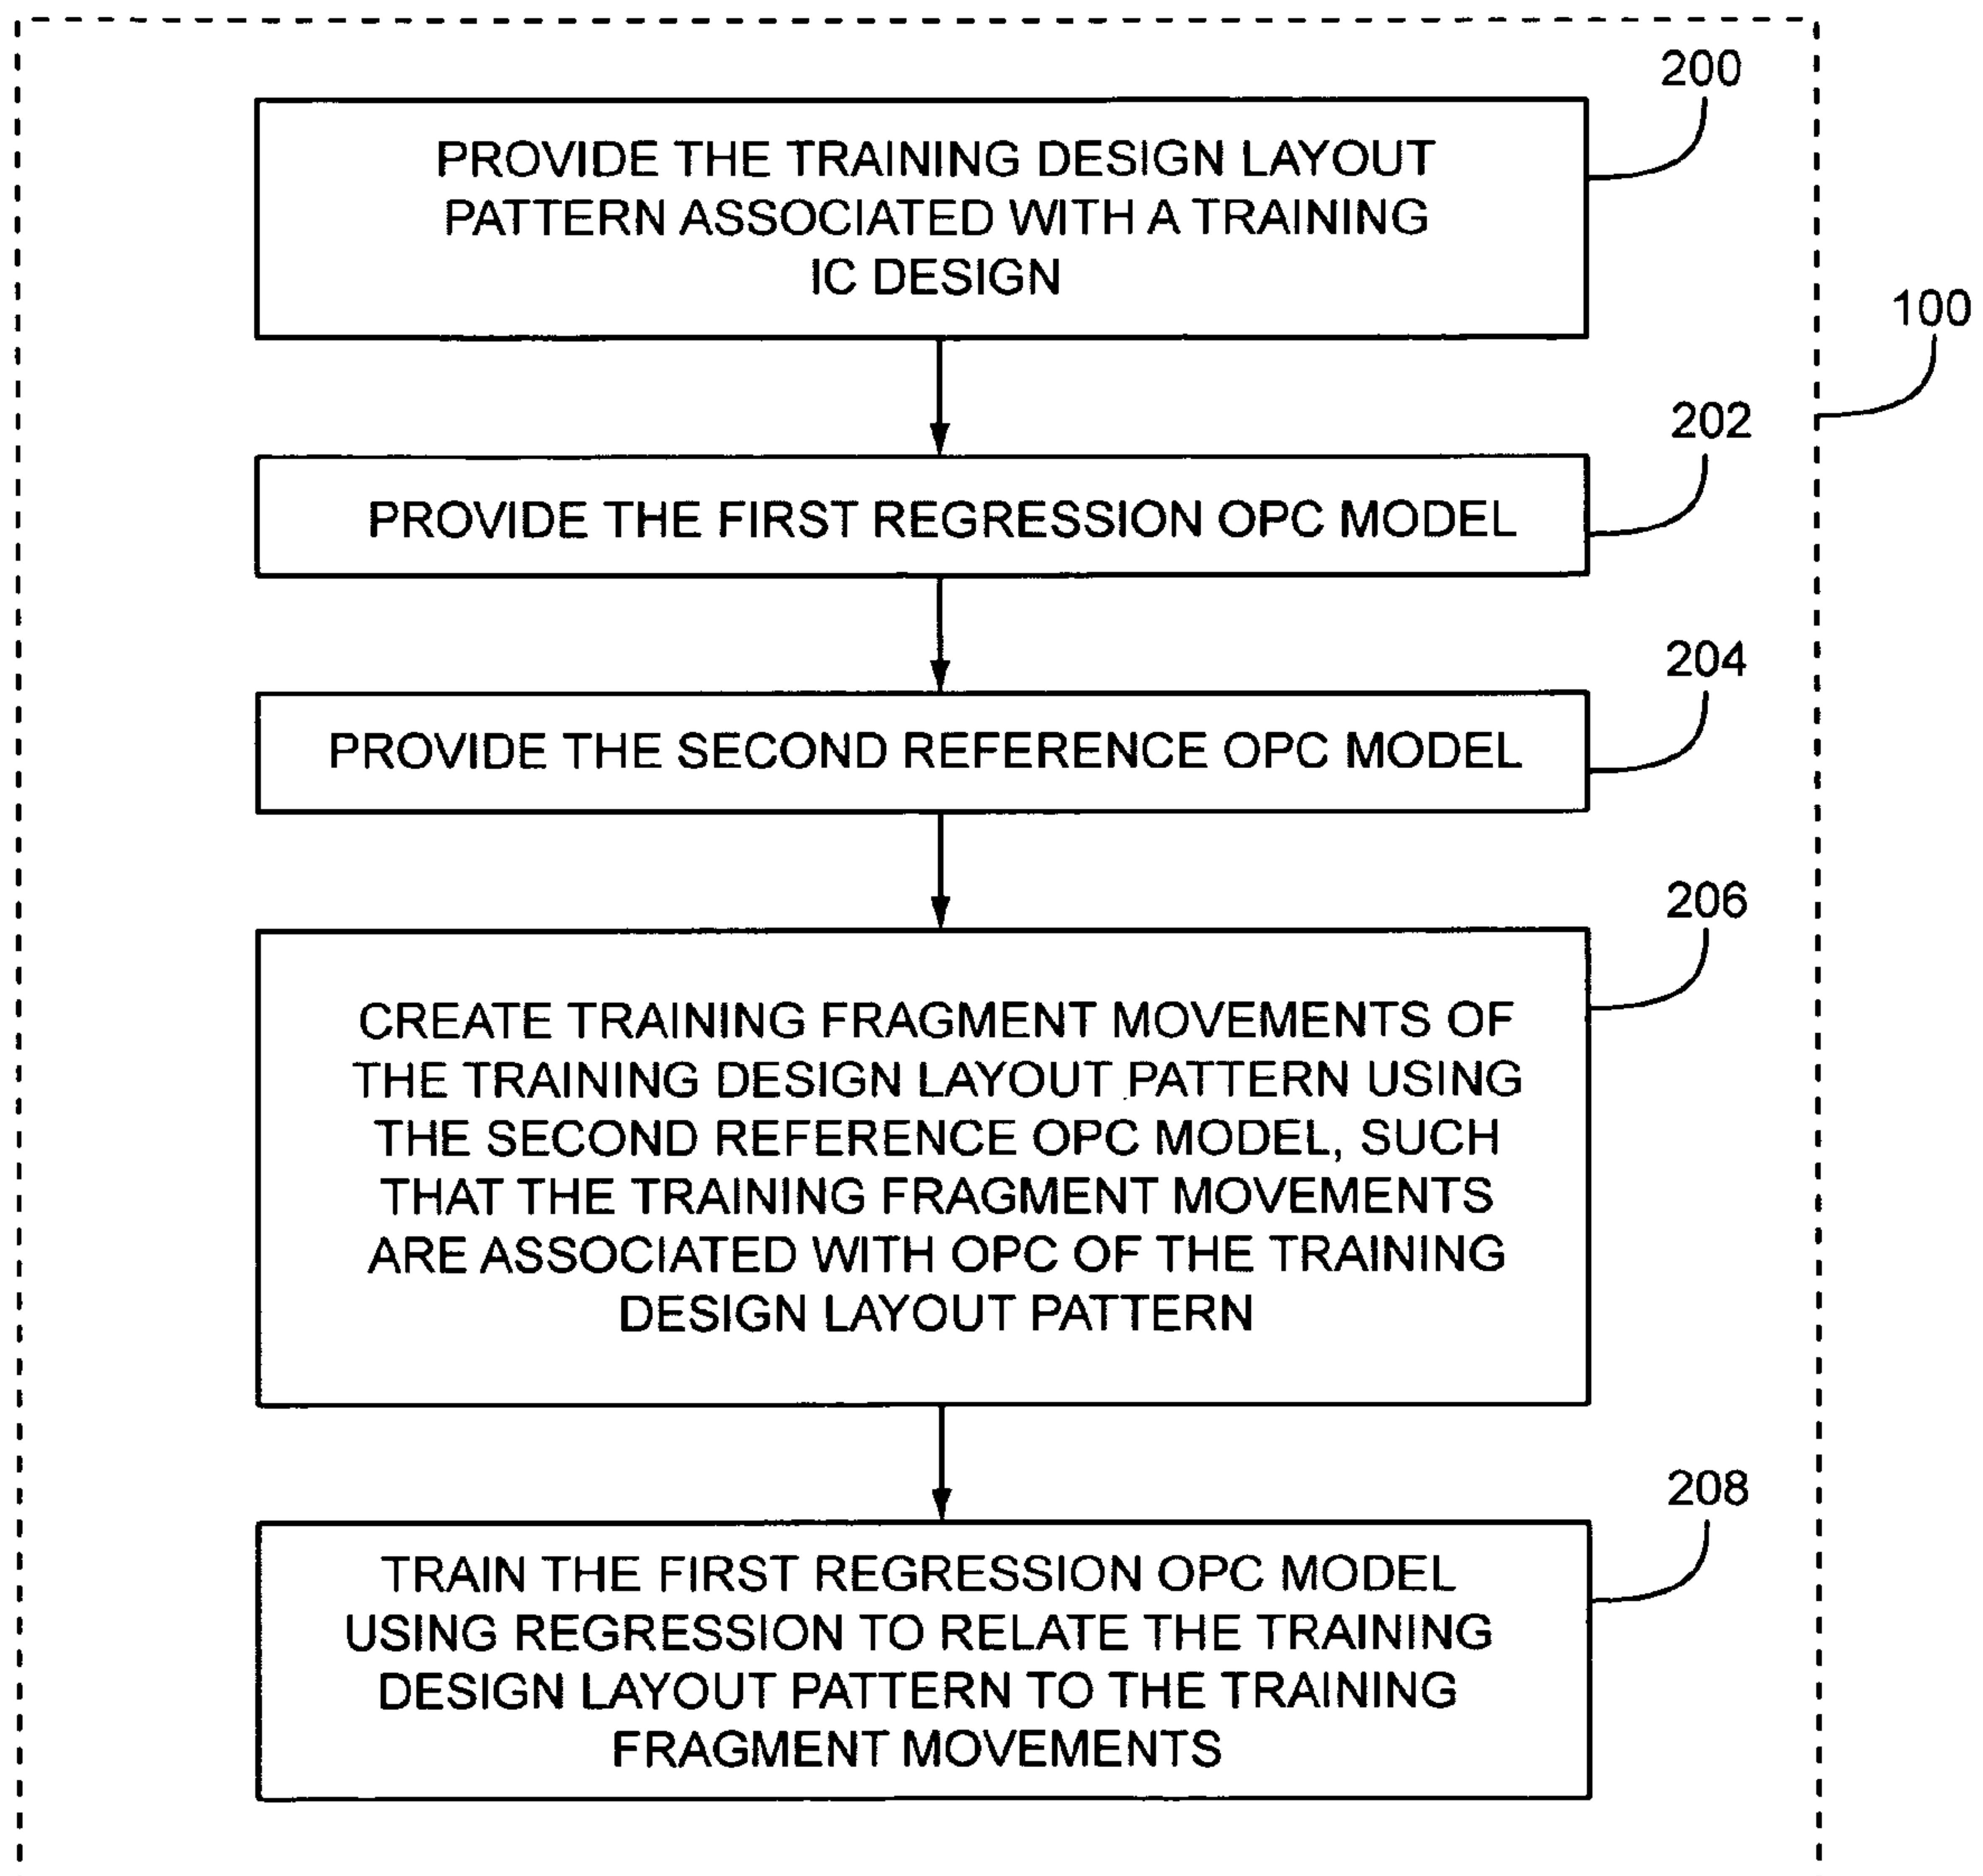 200
PROVIDE THE TRAINING DESIGN LAYOUT
PATTERN ASSOCIATED WITH A TRAINING
IC DESIGN
100
202
PROVIDE THE FIRST REGRESSION OPC MODEL
204
PROVIDE THE SECOND REFERENCE OPC MODEL
206
CREATE TRAINING FRAGMENT MOVEMENTS OF
THE TRAINING DESIGN LAYOUT PATTERN USING
THE SECOND REFERENCE OPC MODEL, SUCH
THAT THE TRAINING FRAGMENT MOVEMENTS
ARE ASSOCIATED WITH OPC OF THE TRAINING
DESIGN LAYOUT PATTERN
208
TRAIN THE FIRST REGRESSION OPC MODEL
USING REGRESSION TO RELATE THE TRAINING
DESIGN LAYOUT PATTERN TO THE TRAINING
FRAGMENT MOVEMENTS